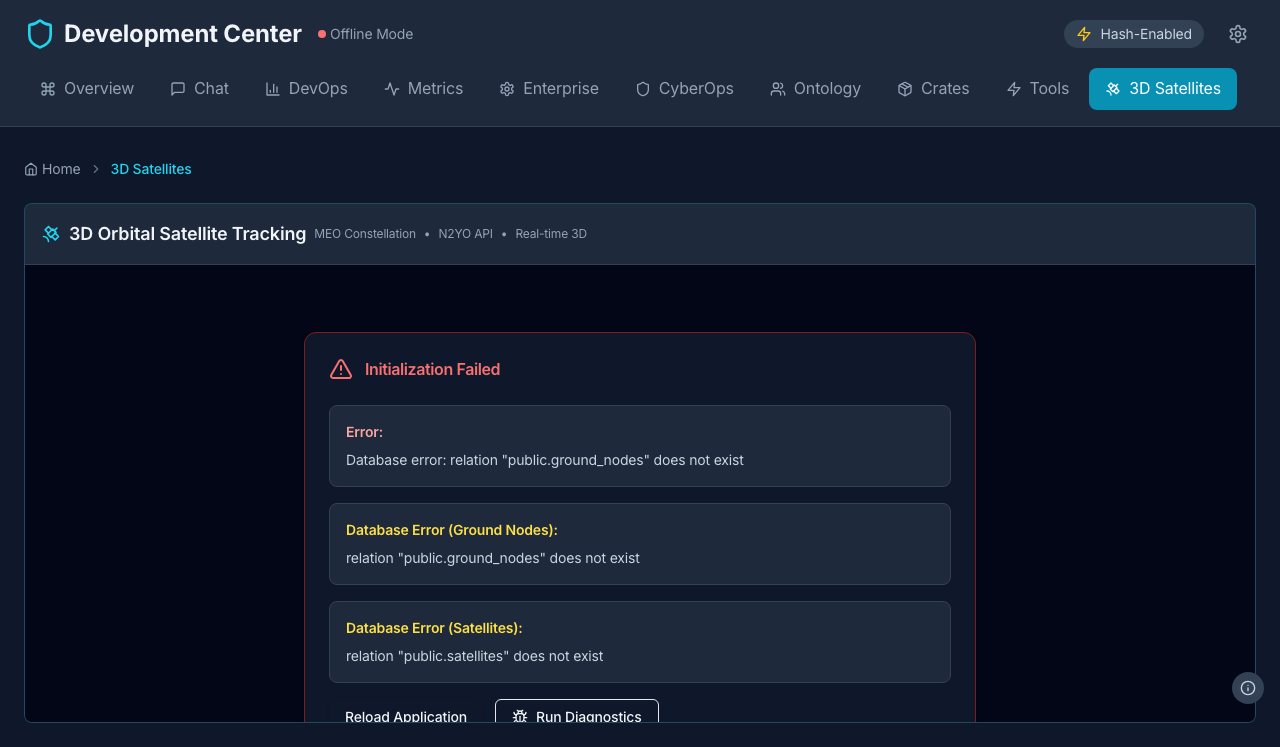 Development Center
Offline Mode
Hash-Enabled
Overview
Chat
DevOps
Metrics
Enterprise
CyberOps
Ontology
Crates
Tools
3D Satellites
Home
3D Satellites
3D Orbital Satellite Tracking
MEO Constellation • N2YO API • Real-time 3D
Initialization Failed
Error:
Database error: relation "public.ground_nodes" does not exist
Database Error (Ground Nodes):
relation "public.ground_nodes" does not exist
Database Error (Satellites):
relation "public.satellites" does not exist
Reload Application
Run Diagnostics